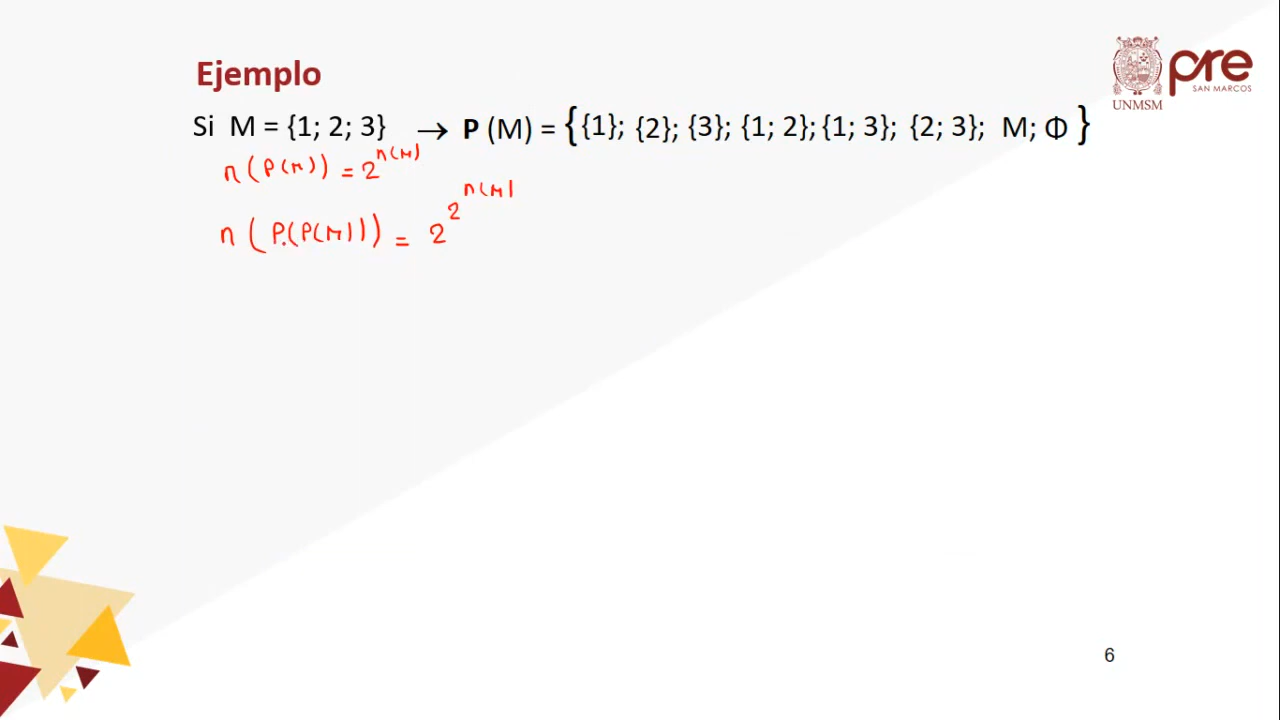 Ejemplo
pre
SAN MARCOS
UNMSM
Si M = {1; 2; 3} → P (M) = {{1}; {2}; {3}; {1; 2}; {1; 3}; {2; 3}; M; Φ}
n(P(M)) = 2^n(M)
n(P.(P(M))) = 2^2^n(M)
6